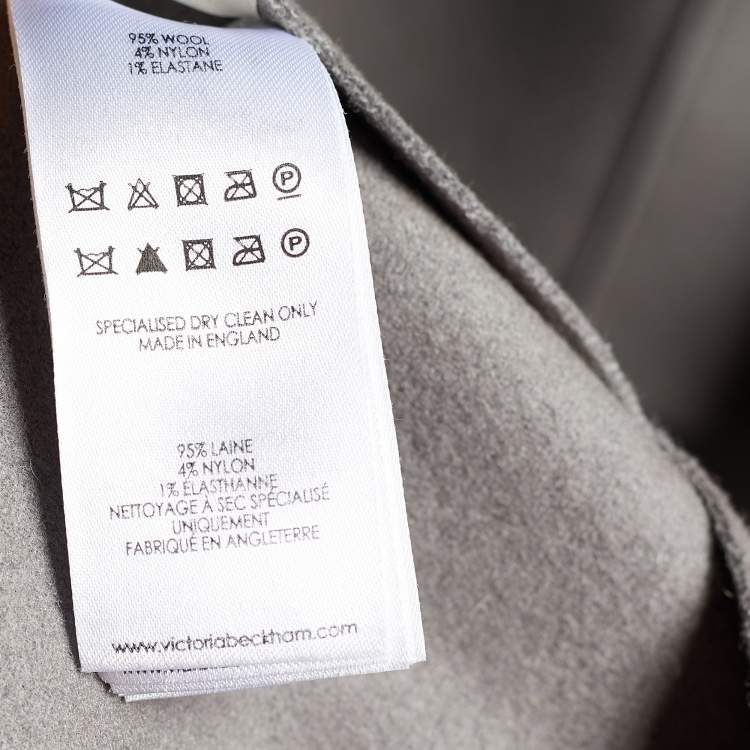 95% WOOL
4% NYLON
1% ELASTANE
P
P
SPECIALISED DRY CLEAN ONLY
MADE IN ENGLAND
95% LAINE
4% NYLON
1% ÉLASTHANNE
NETTOYAGE À SEC SPÉCIALISÉ
UNIQUEMENT
FABRIQUÉ EN ANGLETERRE
www.victoriabeckham.com